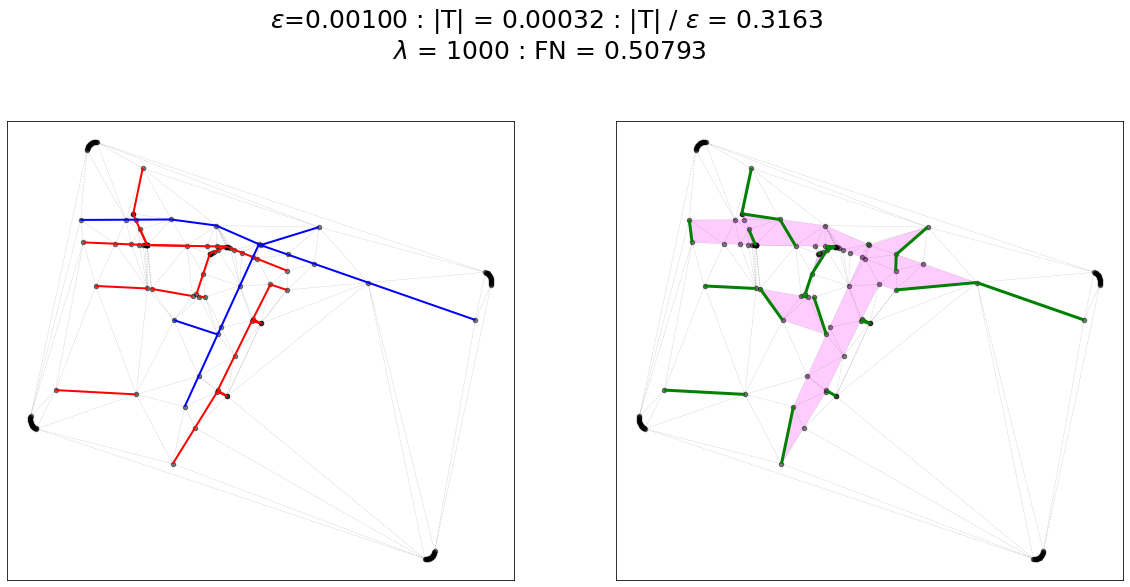 ε=0.00100 : |T| = 0.00032 : |T| / ε = 0.3163
λ = 1000 : FN = 0.50793